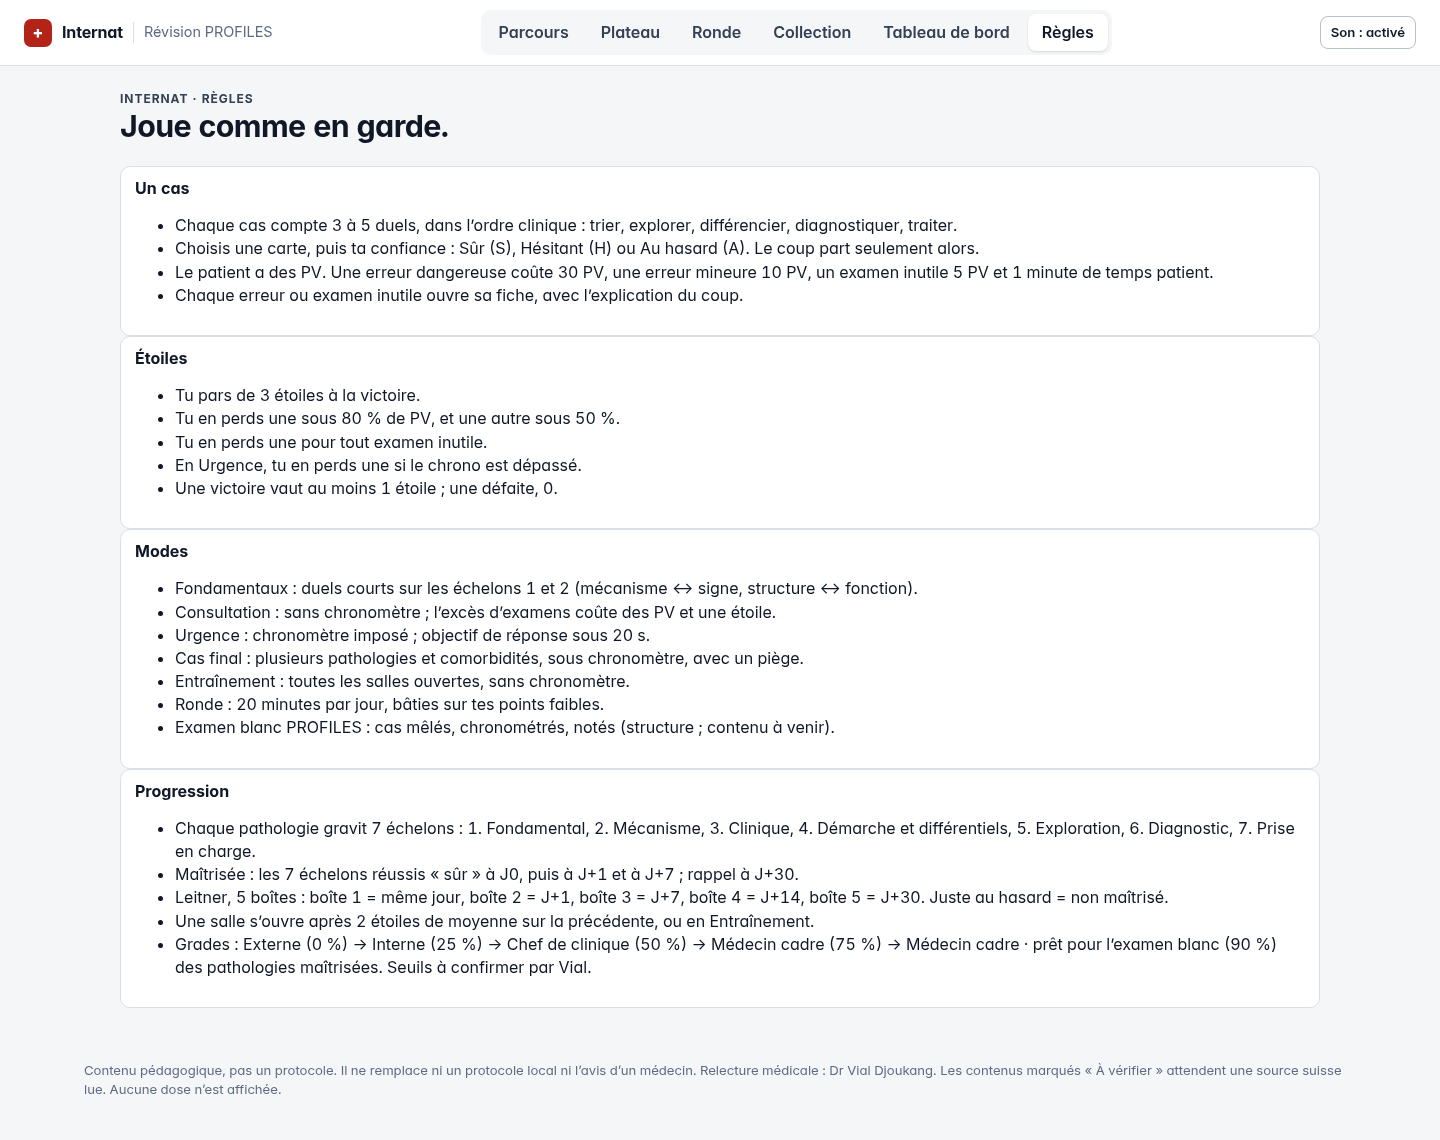 Internat
Révision PROFILES
Parcours
Plateau
Ronde
Collection
Tableau de bord
Règles
Son : activé
INTERNAT · RÈGLES
Joue comme en garde.
Un cas
• Chaque cas compte 3 à 5 duels, dans l’ordre clinique : trier, explorer, différencier, diagnostiquer, traiter.
• Choisis une carte, puis ta confiance : Sûr (S), Hésitant (H) ou Au hasard (A). Le coup part seulement alors.
• Le patient a des PV. Une erreur dangereuse coûte 30 PV, une erreur mineure 10 PV, un examen inutile 5 PV et 1 minute de temps patient.
• Chaque erreur ou examen inutile ouvre sa fiche, avec l’explication du coup.
Étoiles
• Tu pars de 3 étoiles à la victoire.
• Tu en perds une sous 80 % de PV, et une autre sous 50 %.
• Tu en perds une pour tout examen inutile.
• En Urgence, tu en perds une si le chrono est dépassé.
• Une victoire vaut au moins 1 étoile ; une défaite, 0.
Modes
• Fondamentaux : duels courts sur les échelons 1 et 2 (mécanisme ↔ signe, structure ↔ fonction).
• Consultation : sans chronomètre ; l’excès d’examens coûte des PV et une étoile.
• Urgence : chronomètre imposé ; objectif de réponse sous 20 s.
• Cas final : plusieurs pathologies et comorbidités, sous chronomètre, avec un piège.
• Entraînement : toutes les salles ouvertes, sans chronomètre.
• Ronde : 20 minutes par jour, bâties sur tes points faibles.
• Examen blanc PROFILES : cas mêlés, chronométrés, notés (structure ; contenu à venir).
Progression
• Chaque pathologie gravit 7 échelons : 1. Fondamental, 2. Mécanisme, 3. Clinique, 4. Démarche et différentiels, 5. Exploration, 6. Diagnostic, 7. Prise
en charge.
• Maîtrisée : les 7 échelons réussis « sûr » à J0, puis à J+1 et à J+7 ; rappel à J+30.
• Leitner, 5 boîtes : boîte 1 = même jour, boîte 2 = J+1, boîte 3 = J+7, boîte 4 = J+14, boîte 5 = J+30. Juste au hasard = non maîtrisé.
• Une salle s’ouvre après 2 étoiles de moyenne sur la précédente, ou en Entraînement.
• Grades : Externe (0 %) → Interne (25 %) → Chef de clinique (50 %) → Médecin cadre (75 %) → Médecin cadre · prêt pour l’examen blanc (90 %)
des pathologies maîtrisées. Seuils à confirmer par Vial.
Contenu pédagogique, pas un protocole. Il ne remplace ni un protocole local ni l’avis d’un médecin. Relecture médicale : Dr Vial Djoukang. Les contenus marqués « À vérifier » attendent une source suisse
lue. Aucune dose n’est affichée.